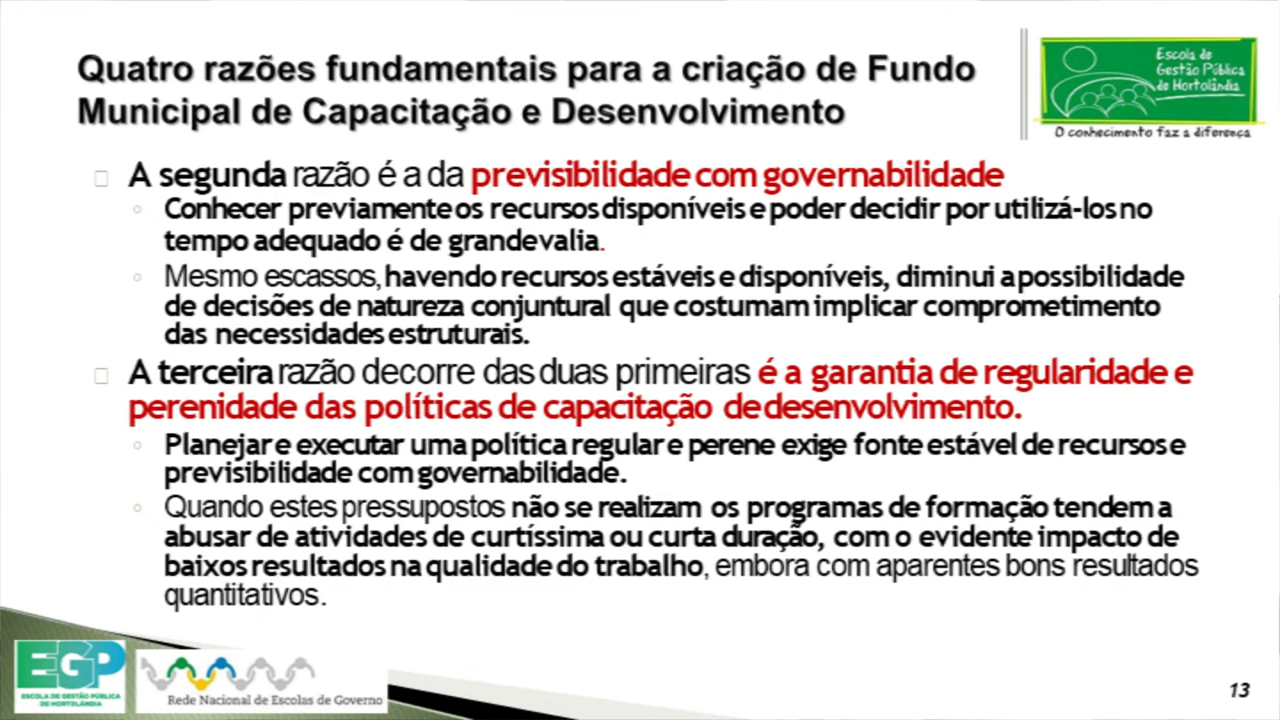 Quatro razões fundamentais para a criação de Fundo
Municipal de Capacitação e Desenvolvimento
Escola de
Gestão Pública
de Hortolândia
O conhecimento faz a diferença
A segunda razão é a da previsibilidade com governabilidade
Conhecer previamente os recursos disponíveis e poder decidir por utilizá-los no
tempo adequado é de grande valia.
Mesmo escassos, havendo recursos estáveis e disponíveis, diminui a possibilidade
de decisões de natureza conjuntural que costumam implicar comprometimento
das necessidades estruturais.
A terceira razão decorre das duas primeiras é a garantia de regularidade e
perenidade das políticas de capacitação de desenvolvimento.
Planejar e executar uma política regular e perene exige fonte estável de recursos e
previsibilidade com governabilidade.
Quando estes pressupostos não se realizam os programas de formação tendem a
abusar de atividades de curtíssima ou curta duração, com o evidente impacto de
baixos resultados na qualidade do trabalho, embora com aparentes bons resultados
quantitativos.
EGP
ESCOLA DE GESTÃO PÚBLICA
DE HORTOLÂNDIA
Rede Nacional de Escolas de Governo
13